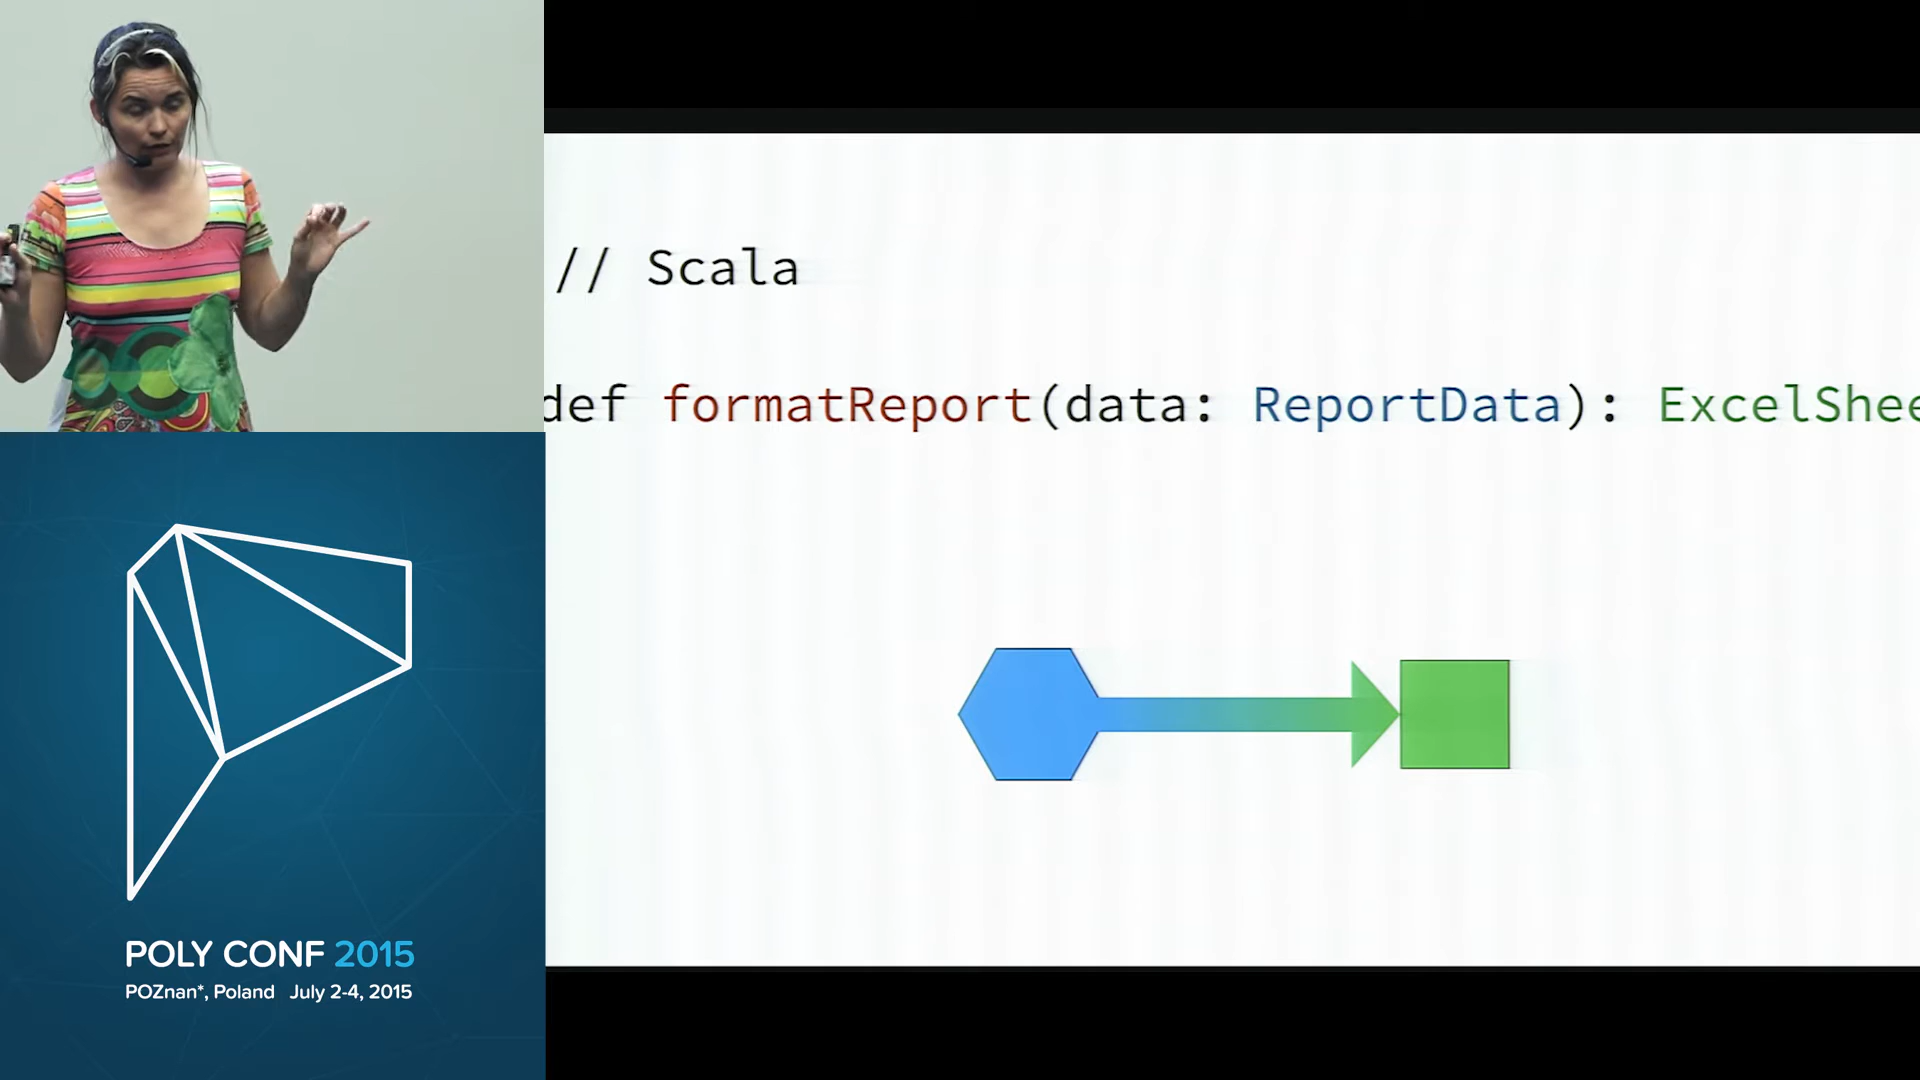 // Scala
def formatReport(data: ReportData): ExcelShee
POLY CONF 2015
POZnan*, Poland July 2-4, 2015